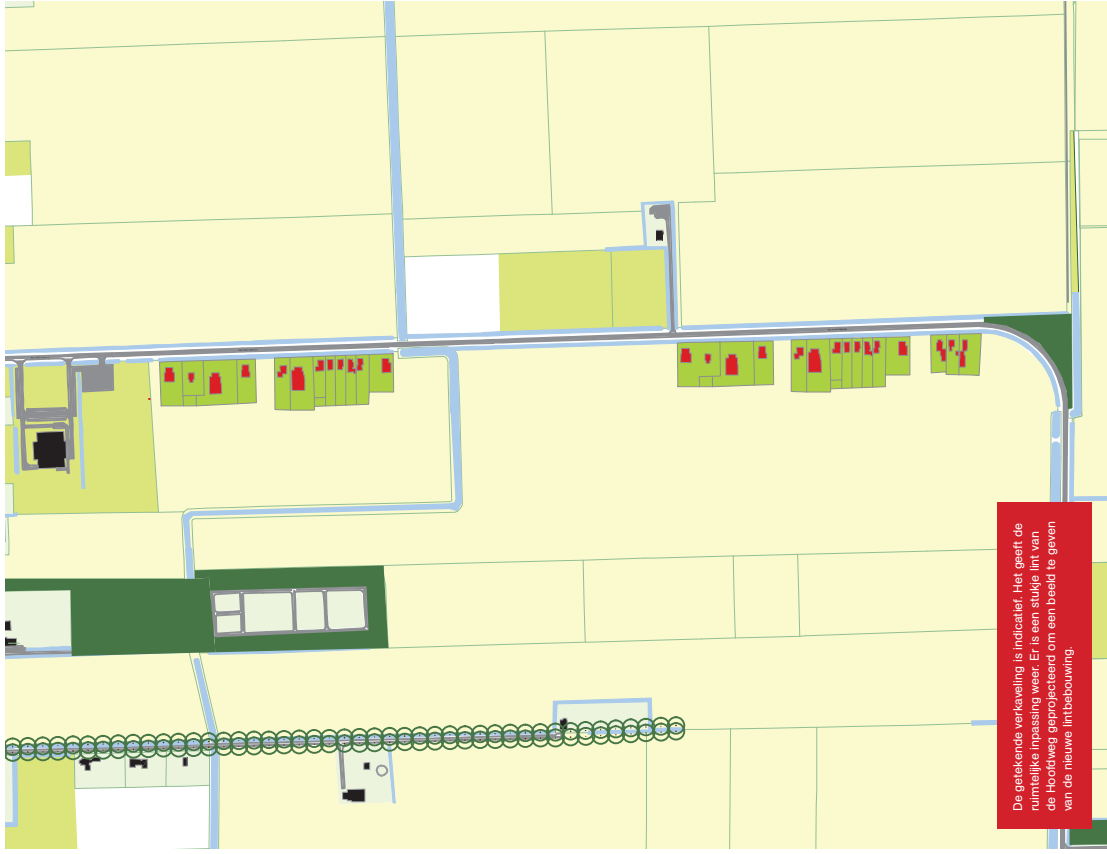 De getekende verkaveling is indicatief. Het geeft de
ruimtelijke inpassing weer. Er is een stukje lint van
de Hoofdweg geprojecteerd om een beeld te geven
van de nieuwe lintbebouwing.